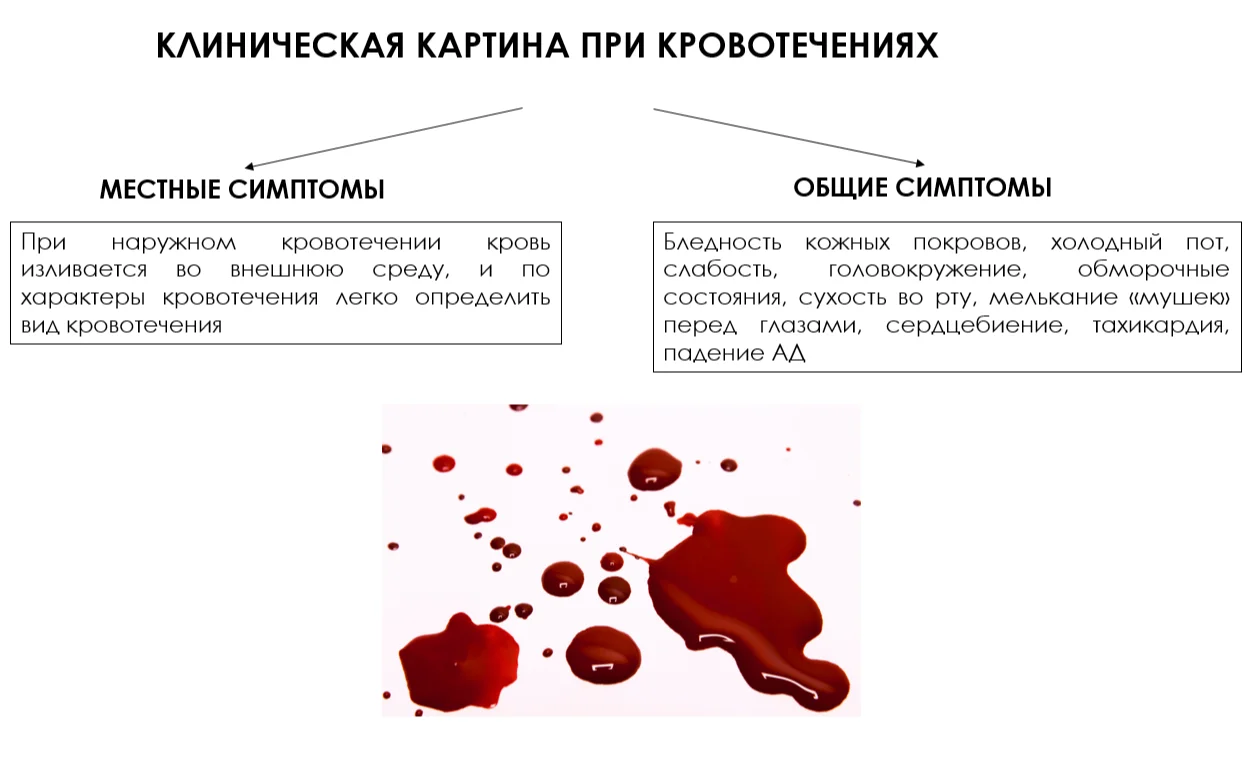 КЛИНИЧЕСКАЯ КАРТИНА ПРИ КРОВОТЕЧЕНИЯХ
МЕСТНЫЕ СИМПТОМЫ
При наружном кровотечении кровь
изливается во внешнюю среду, и по
характеры кровотечения легко определить
вид кровотечения
ОБЩИЕ СИМПТОМЫ
Бледность кожных покровов, холодный пот,
слабость, головокружение, обморочные
состояния, сухость во рту, мелькание «мушек»
перед глазами, сердцебиение, тахикардия,
падение АД